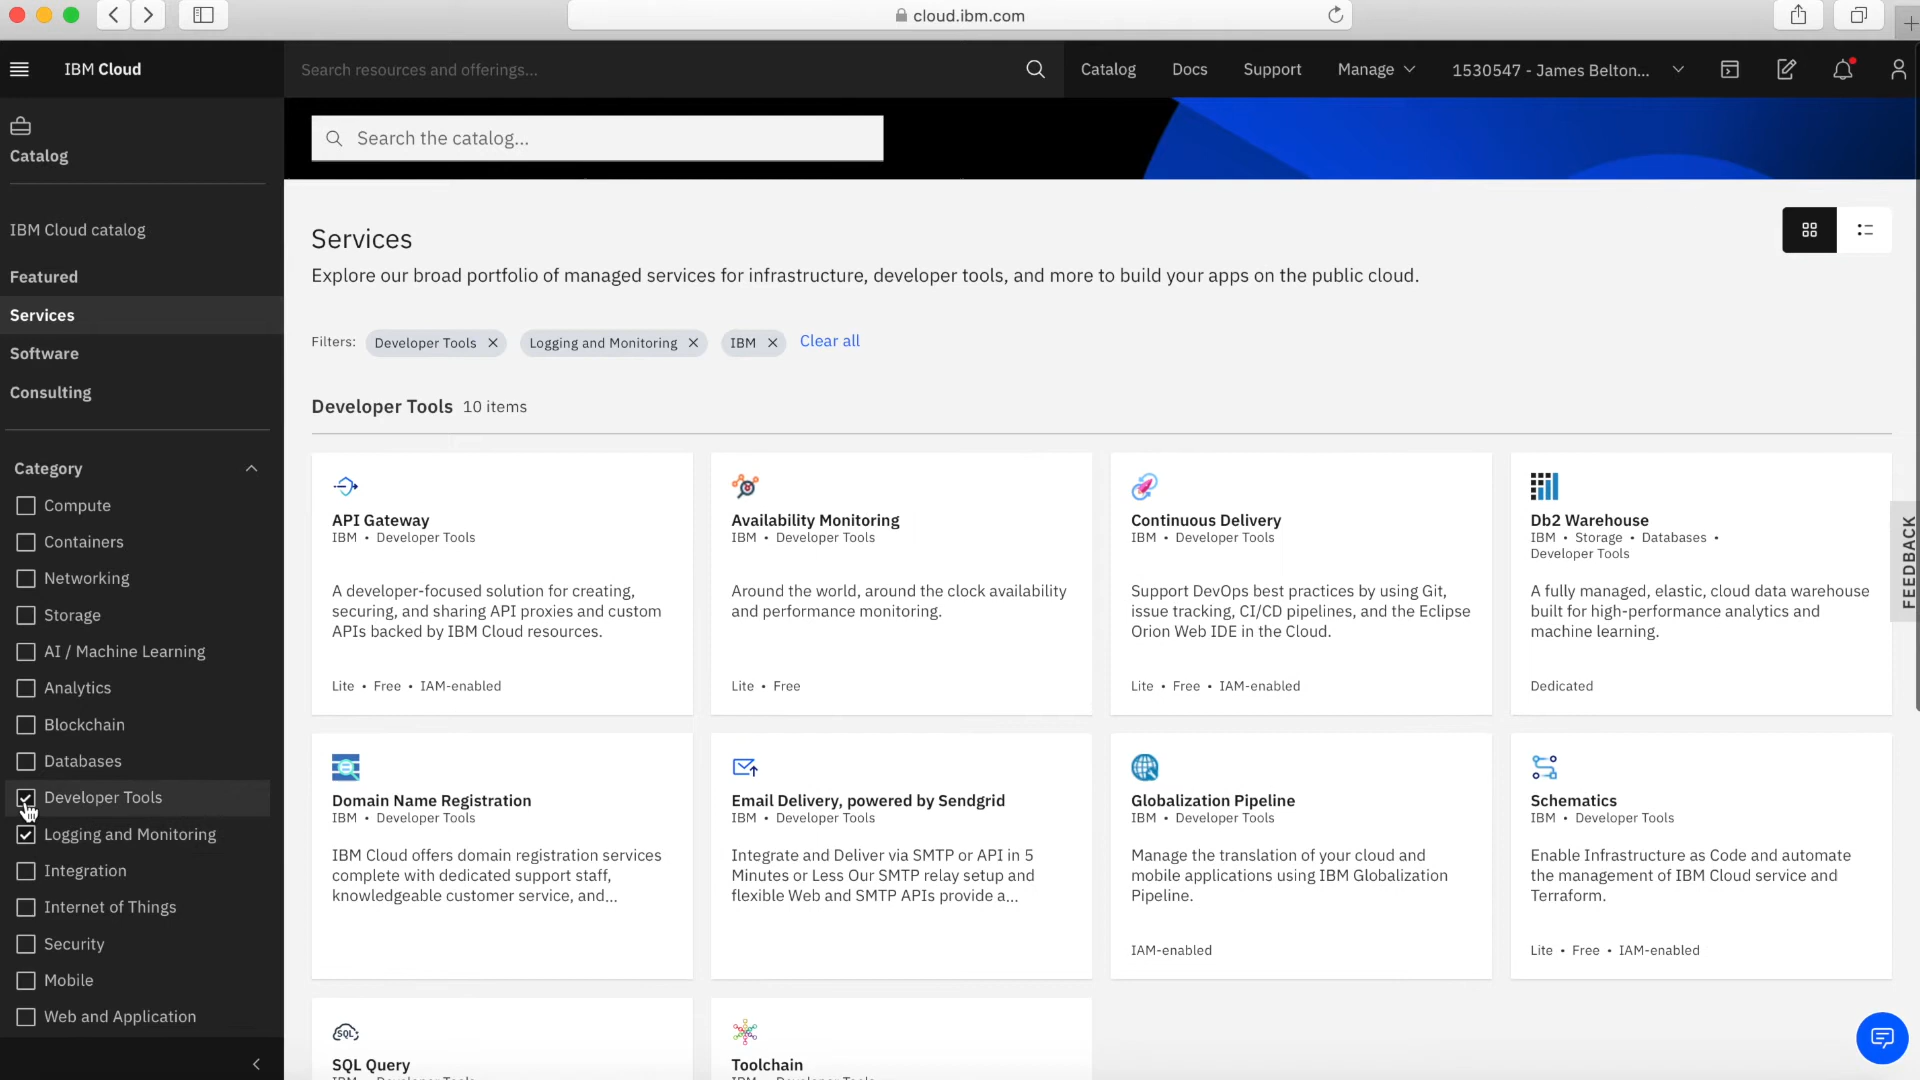 cloud.ibm.com
IBM Cloud
Search resources and offerings...
Catalog
Docs
Support
Manage
1530547 - James Belton...
Catalog
IBM Cloud catalog
Featured
Services
Software
Consulting
Category
Compute
Containers
Networking
Storage
AI / Machine Learning
Analytics
Blockchain
Databases
Developer Tools
Logging and Monitoring
Integration
Internet of Things
Security
Mobile
Web and Application
Search the catalog...
Services
Explore our broad portfolio of managed services for infrastructure, developer tools, and more to build your apps on the public cloud.
Filters: Developer Tools Logging and Monitoring IBM Clear all
Developer Tools 10 items
API Gateway
IBM • Developer Tools
A developer-focused solution for creating,
securing, and sharing API proxies and custom
APIs backed by IBM Cloud resources.
Lite • Free • IAM-enabled
Availability Monitoring
IBM • Developer Tools
Around the world, around the clock availability
and performance monitoring.
Lite • Free
Continuous Delivery
IBM • Developer Tools
Support DevOps best practices by using Git,
issue tracking, CI/CD pipelines, and the Eclipse
Orion Web IDE in the Cloud.
Lite • Free • IAM-enabled
Db2 Warehouse
IBM • Storage • Databases •
Developer Tools
A fully managed, elastic, cloud data warehouse
built for high-performance analytics and
machine learning.
Dedicated
Domain Name Registration
IBM • Developer Tools
IBM Cloud offers domain registration services
complete with dedicated support staff,
knowledgeable customer service, and...
Email Delivery, powered by Sendgrid
IBM • Developer Tools
Integrate and Deliver via SMTP or API in 5
Minutes or Less Our SMTP relay setup and
flexible Web and SMTP APIs provide a...
Globalization Pipeline
IBM • Developer Tools
Manage the translation of your cloud and
mobile applications using IBM Globalization
Pipeline.
IAM-enabled
Schematics
IBM • Developer Tools
Enable Infrastructure as Code and automate
the management of IBM Cloud service and
Terraform.
Lite • Free • IAM-enabled
SQL
SQL Query
IBM • Developer Tools
Toolchain
IBM • Developer Tools
FEEDBACK